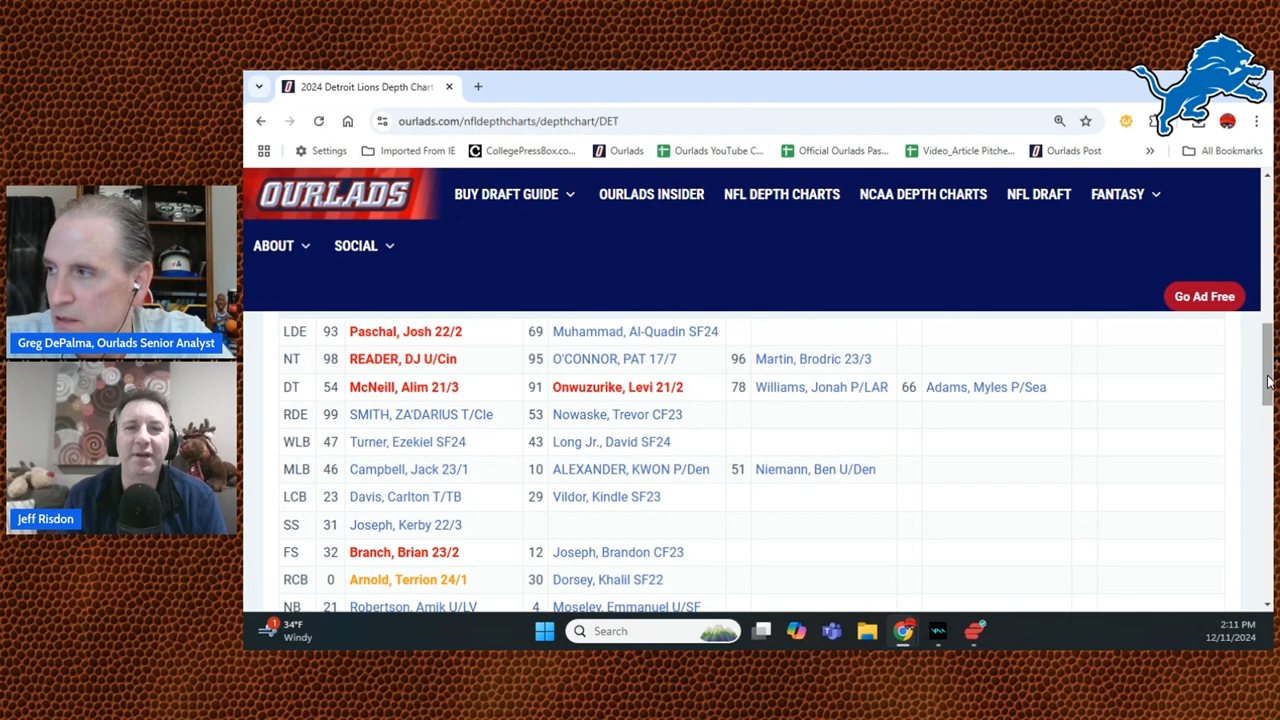 2024 Detroit Lions Depth Chart
ourlads.com/nfldepthcharts/depthchart/DET
Settings Imported From IE CollegePressBox.co... Ourlads Ourlads YouTube C... Official Ourlads Pas... Video_Article Pitche... Ourlads Post All Bookmarks
OURLADS BUY DRAFT GUIDE OURLADS INSIDER NFL DEPTH CHARTS NCAA DEPTH CHARTS NFL DRAFT FANTASY
ABOUT SOCIAL
Go Ad Free
LDE 93 Paschal, Josh 22/2 69 Muhammad, Al-Quadin SF24
NT 98 READER, DJ U/Cin 95 O'CONNOR, PAT 17/7 96 Martin, Brodric 23/3
DT 54 McNeill, Alim 21/3 91 Onwuzurike, Levi 21/2 78 Williams, Jonah P/LAR 66 Adams, Myles P/Sea
RDE 99 SMITH, ZA'DARIUS T/Cle 53 Nowaske, Trevor CF23
WLB 47 Turner, Ezekiel SF24 43 Long Jr., David SF24
MLB 46 Campbell, Jack 23/1 10 ALEXANDER, KWON P/Den 51 Niemann, Ben U/Den
LCB 23 Davis, Carlton T/TB 29 Vildor, Kindle SF23
SS 31 Joseph, Kerby 22/3
FS 32 Branch, Brian 23/2 12 Joseph, Brandon CF23
RCB 0 Arnold, Terrion 24/1 30 Dorsey, Khalil SF22
NB 21 Robertson, Amik U/LV 4 Moseley, Emmanuel U/SF
Greg DePalma, Ourlads Senior Analyst
Jeff Risdon
1
34°F
Windy
Search
2:11 PM
12/11/2024